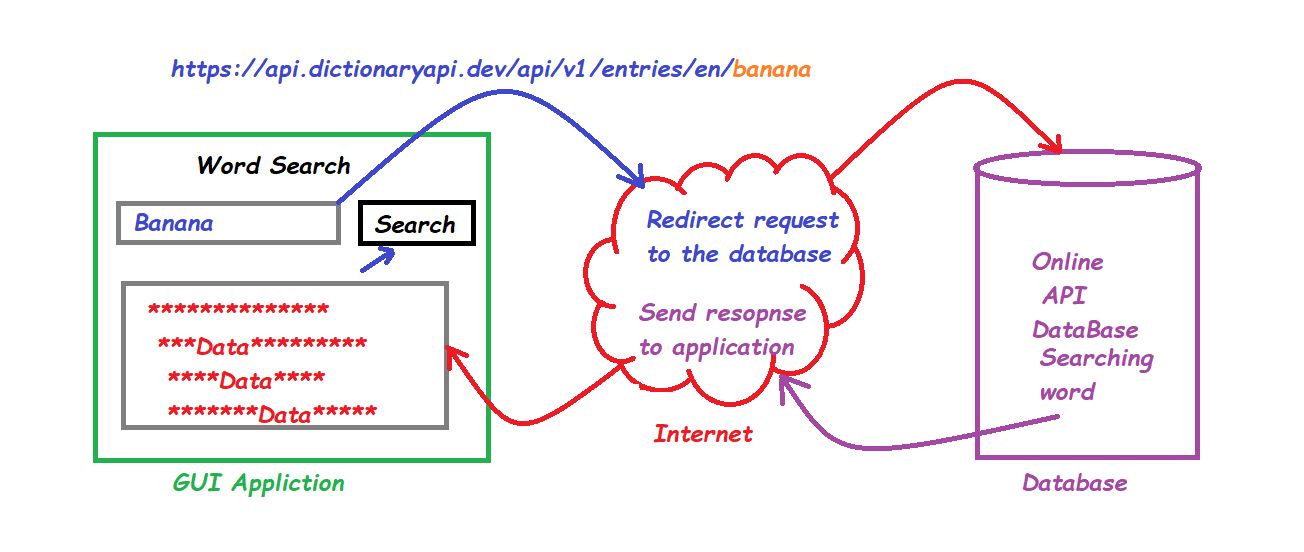 https://api.dictionaryapi.dev/api/v1/entries/en/banana
Word Search
Banana
Search
**************
***Data*********
****Data****
*******Data*****
GUI Appliction
Redirect request
to the database
Send resopnse
to application
Internet
Online
API
DataBase
Searching
word
Database